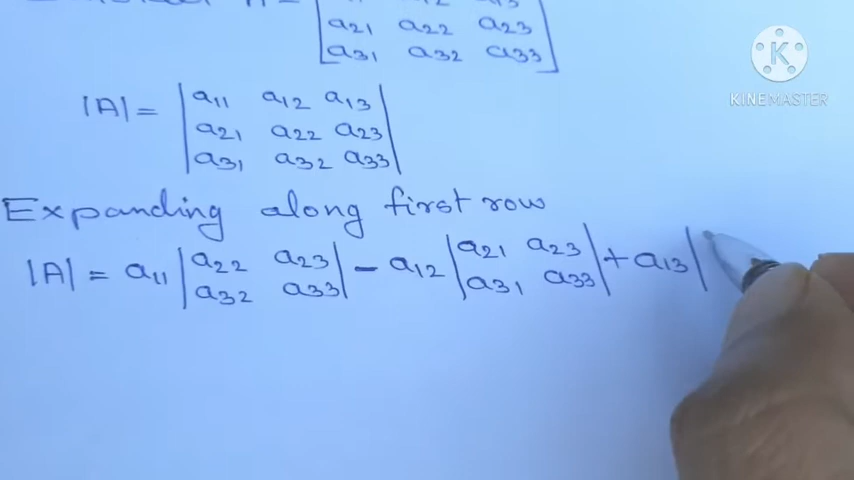 a21 a22 a23
a31 a32 a33
|A| = |a11 a12 a13
a21 a22 a23
a31 a32 a33|
Expanding along first row
|A| = a11 |a22 a23
a32 a33| - a12 |a21 a23
a31 a33| + a13 |
KINEMASTER